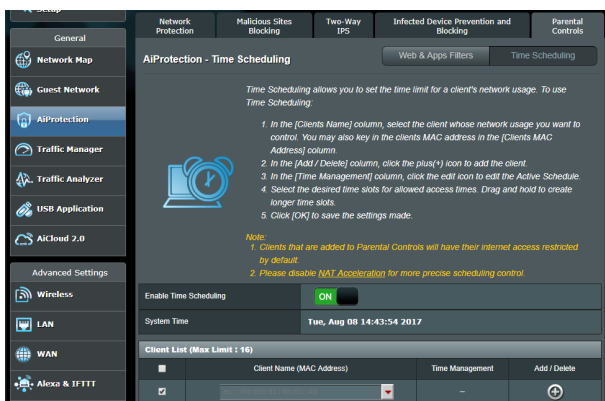 Setup
General
Network Map
Guest Network
AiProtection
Traffic Manager
Traffic Analyzer
USB Application
AiCloud 2.0
Advanced Settings
Wireless
LAN
WAN
Alexa & IFTTT
Network Protection
Malicious Sites Blocking
Two-Way IPS
Infected Device Prevention and Blocking
Parental Controls
AiProtection - Time Scheduling
Web & Apps Filters
Time Scheduling
Time Scheduling allows you to set the time limit for a client's network usage. To use
Time Scheduling:
1. In the [Clients Name] column, select the client whose network usage you want to
control. You may also key in the clients MAC address in the [Clients MAC
Address] column.
2. In the [Add / Delete] column, click the plus(+) icon to add the client.
3. In the [Time Management] column, click the edit icon to edit the Active Schedule.
4. Select the desired time slots for allowed access times. Drag and hold to create
longer time slots.
5. Click [OK] to save the settings made.
Note:
1. Clients that are added to Parental Controls will have their internet access restricted
by default.
2. Please disable NAT Acceleration for more precise scheduling control.
Enable Time Scheduling
ON
System Time
Tue, Aug 08 14:43:54 2017
Client List (Max Limit : 16)
Client Name (MAC Address)
Time Management
Add / Delete
–